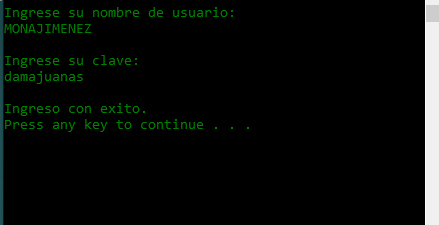 Ingrese su nombre de usuario:
MONAJIMENEZ
Ingrese su clave:
damajuanas
Ingreso con exito.
Press any key to continue . . .